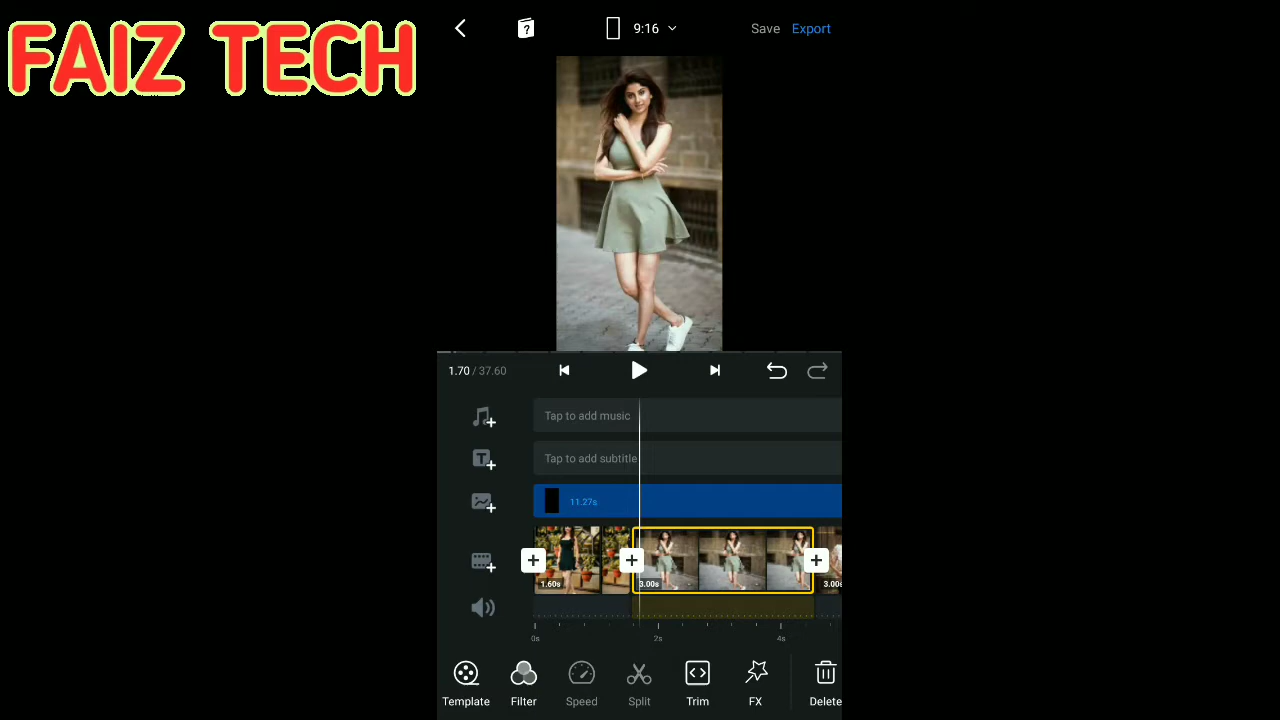 FAIZ TECH
?
9:16
Save
Export
1.70 / 37.60
Tap to add music
Tap to add subtitle
11.27s
1.60s
3.00s
3.00s
0s
2s
4s
Template
Filter
Speed
Split
Trim
FX
Delete